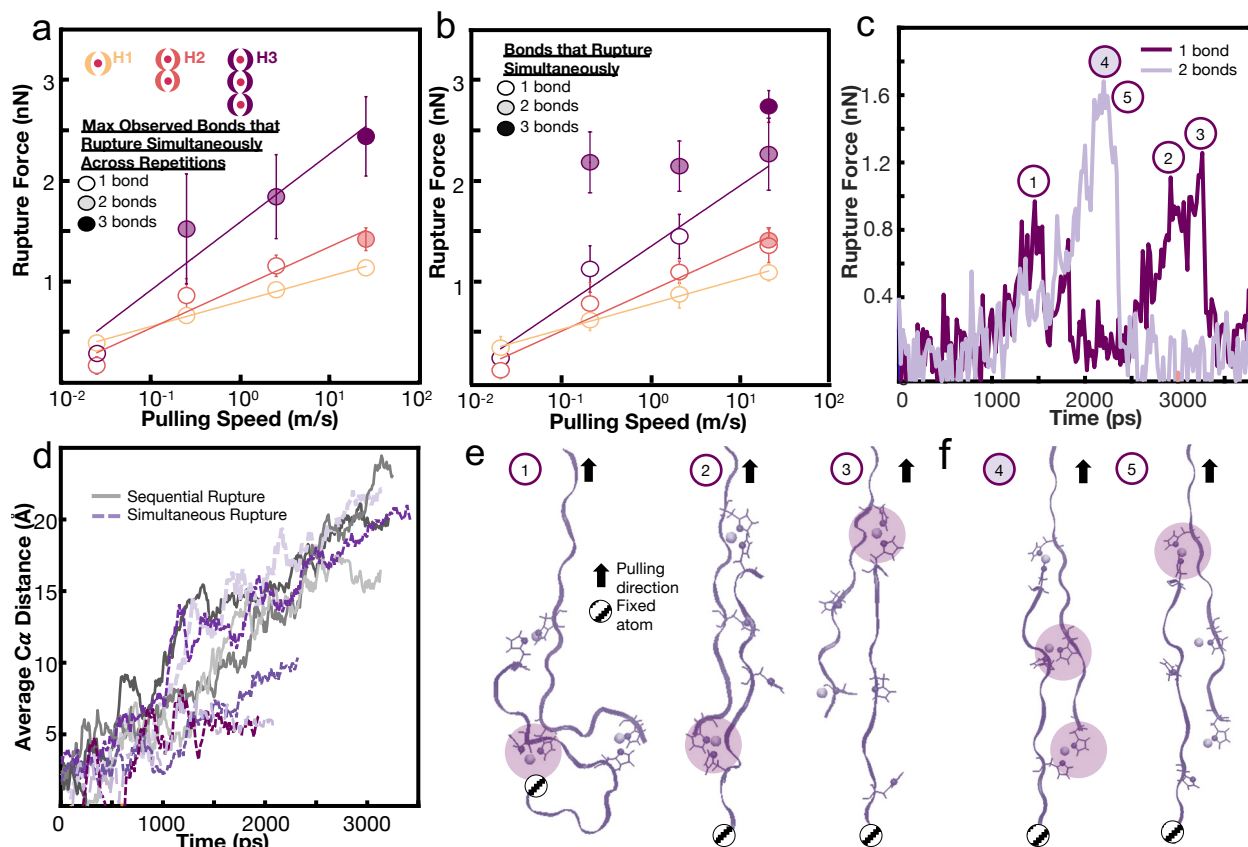 a
H1
H2
H3
Max Observed Bonds that
Rupture Simultaneously
Across Repetitions
1 bond
2 bonds
3 bonds
Rupture Force (nN)
3
2
1
10-2
10-1
100
101
102
Pulling Speed (m/s)
b
Bonds that Rupture
Simultaneously
1 bond
2 bonds
3 bonds
Rupture Force (nN)
3
2
1
10-2
10-1
100
101
102
Pulling Speed (m/s)
c
1 bond
2 bonds
1
4
5
2
3
Rupture Force (nN)
1.6
1.2
0.8
0.4
0
1000
2000
3000
Time (ps)
d
Sequential Rupture
Simultaneous Rupture
Average Cα Distance (Å)
20
15
10
5
0
1000
2000
3000
Time (ps)
e
1
2
3
Pulling
direction
Fixed
atom
f
4
5